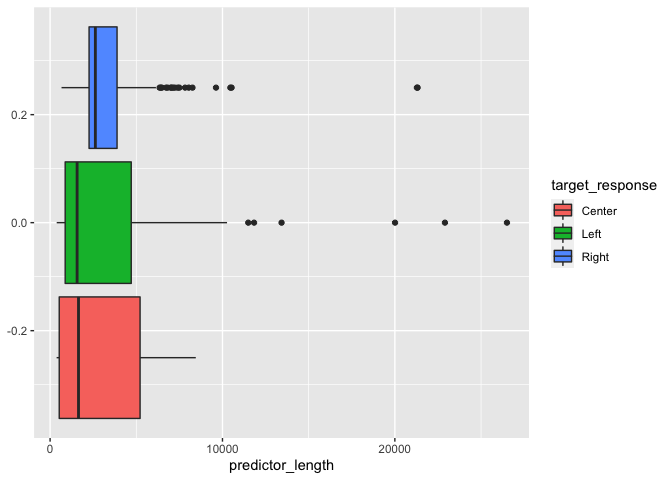 0.2
0.0
-0.2
0
10000
20000
predictor_length
target_response
Center
Left
Right